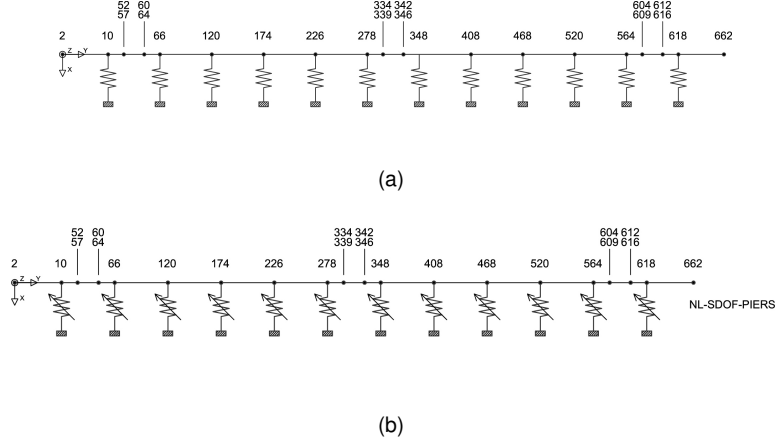 52 60 334 342 604 612
57 64 339 346 609 616
2 10 66 120 174 226 278 348 408 468 520 564 618 662
Z Y
X
(a)
52 60 334 342 604 612
57 64 339 346 609 616
2 10 66 120 174 226 278 348 408 468 520 564 618 662
Z Y
X
NL-SDOF-PIERS
(b)